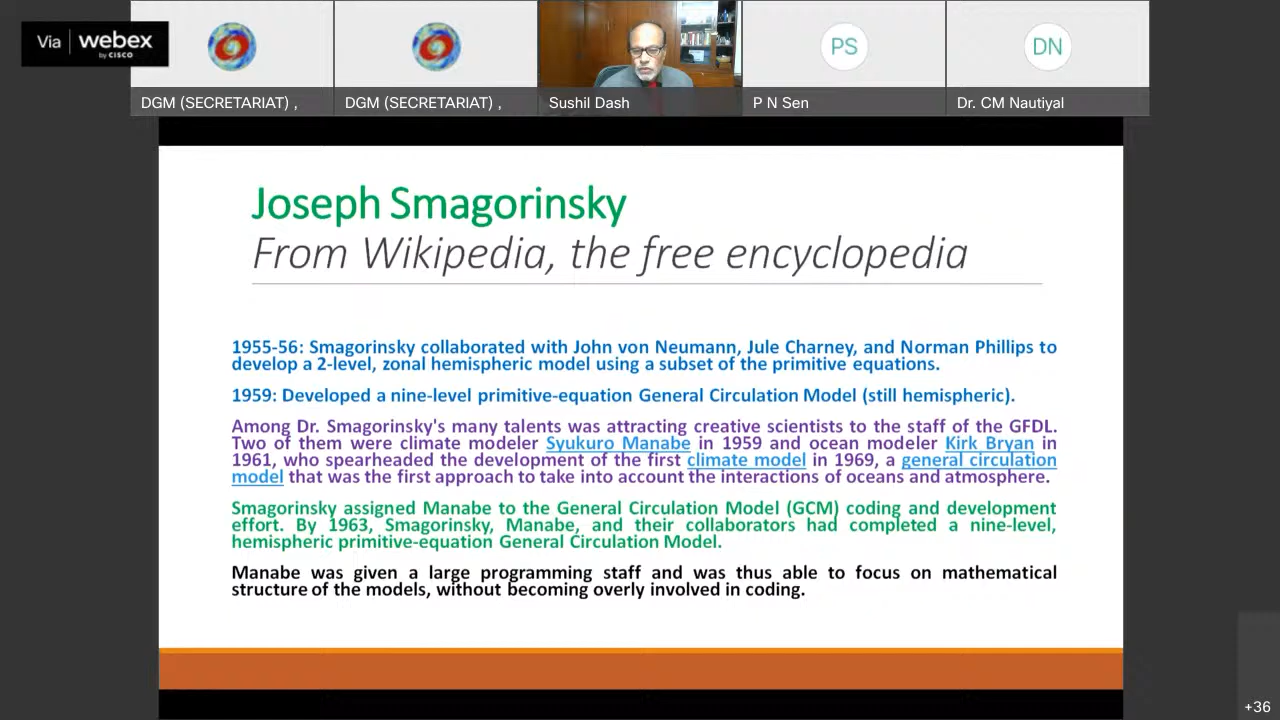 Via webex
by CISCO
DGM (SECRETARIAT) ,
DGM (SECRETARIAT) ,
Sushil Dash
PS
P N Sen
DN
Dr. CM Nautiyal
Joseph Smagorinsky
From Wikipedia, the free encyclopedia
1955-56: Smagorinsky collaborated with John von Neumann, Jule Charney, and Norman Phillips to
develop a 2-level, zonal hemispheric model using a subset of the primitive equations.
1959: Developed a nine-level primitive-equation General Circulation Model (still hemispheric).
Among Dr. Smagorinsky's many talents was attracting creative scientists to the staff of the GFDL.
Two of them were climate modeler Syukuro Manabe in 1959 and ocean modeler Kirk Bryan in
1961, who spearheaded the development of the first climate model in 1969, a general circulation
model that was the first approach to take into account the interactions of oceans and atmosphere.
Smagorinsky assigned Manabe to the General Circulation Model (GCM) coding and development
effort. By 1963, Smagorinsky, Manabe, and their collaborators had completed a nine-level,
hemispheric primitive-equation General Circulation Model.
Manabe was given a large programming staff and was thus able to focus on mathematical
structure of the models, without becoming overly involved in coding.
+36